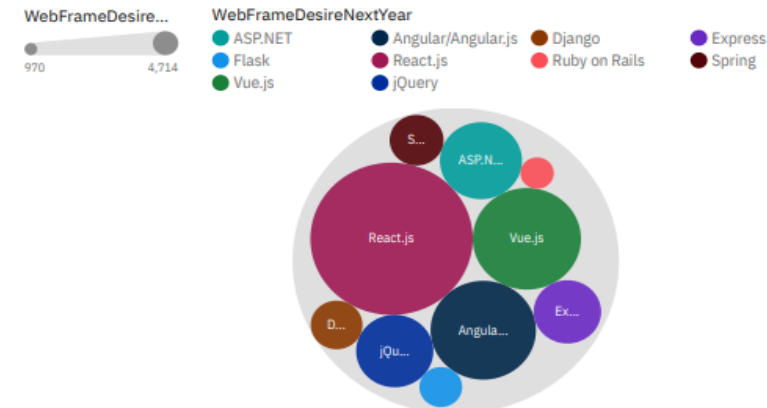 WebFrameDesire...
970 4,714
WebFrameDesireNextYear
ASP.NET Angular/Angular.js Django Express
Flask React.js Ruby on Rails Spring
Vue.js jQuery
S...
ASP.N...
React.js Vue.js
Ex...
D... Angula...
jQu...